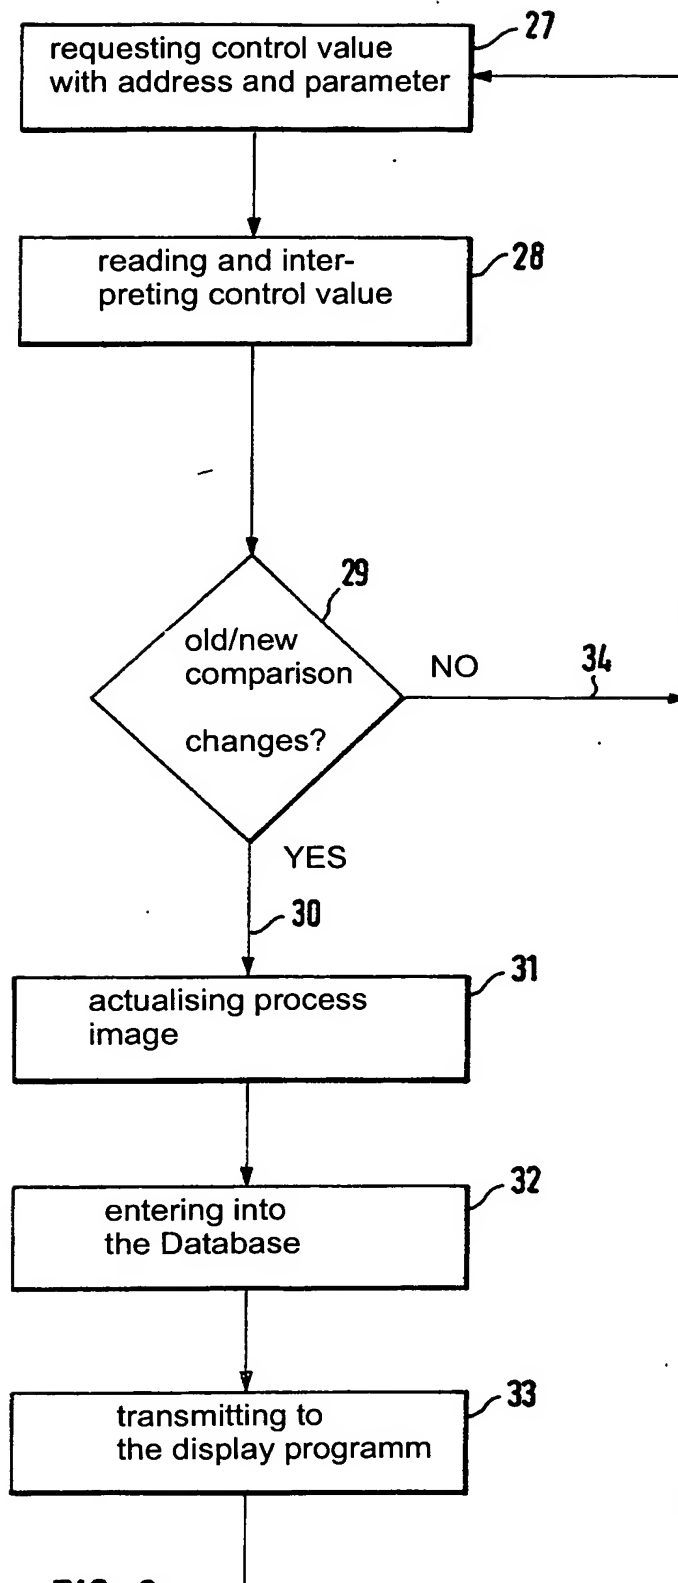 27
requesting control value
with address and parameter
28
reading and inter-
preting control value
29
old/new
comparison
changes?
NO
34
YES
30
31
actualising process
image
32
entering into
the Database
33
transmitting to
the display programm